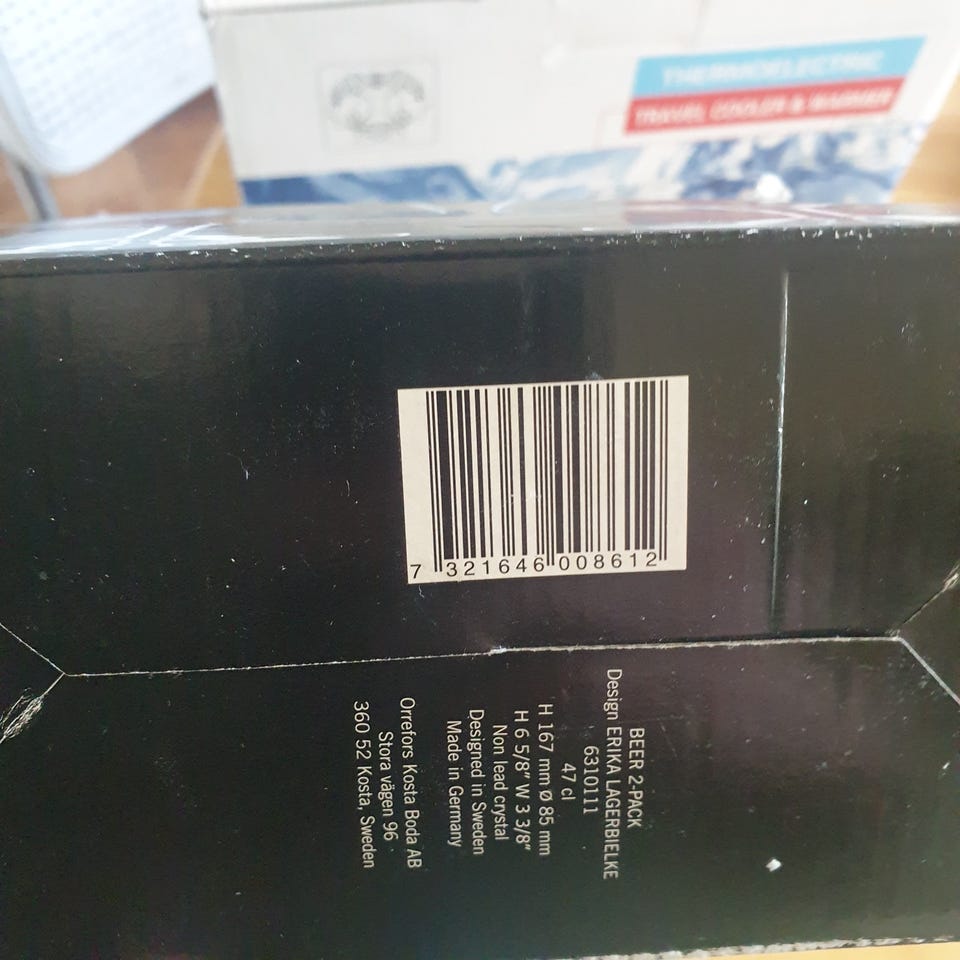 THERMOELECTRIC
TRAVEL COOLER & WARMER
7 321646 008612
BEER 2-PACK
Design ERIKA LAGERBIELKE
6310111
47 cl
H 167 mm Ø 85 mm
H 6 5/8" W 3 3/8"
Non lead crystal
Designed in Sweden
Made in Germany
Orrefors Kosta Boda AB
Stora vägen 96
360 52 Kosta, Sweden